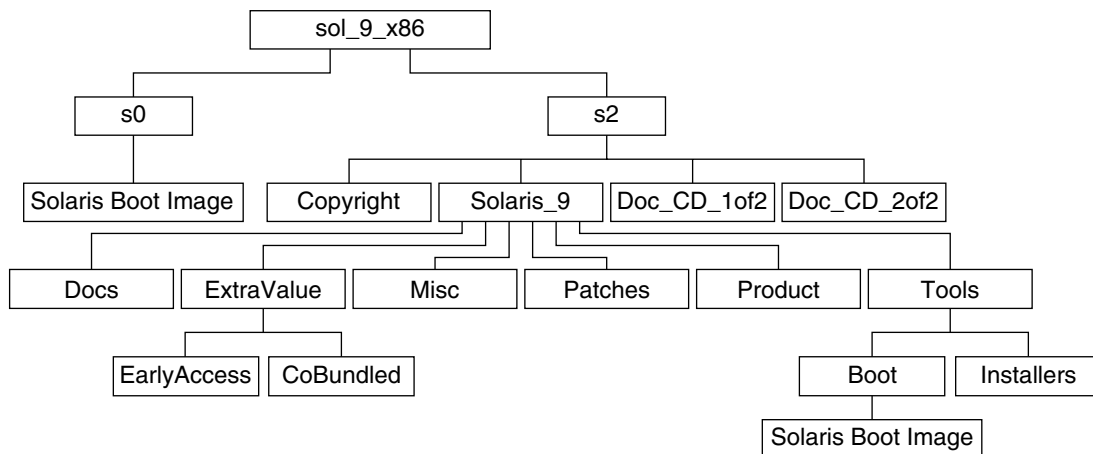 sol_9_x86
s0
s2
Solaris Boot Image
Copyright
Solaris_9
Doc_CD_1of2
Doc_CD_2of2
Docs
ExtraValue
Misc
Patches
Product
Tools
EarlyAccess
CoBundled
Boot
Installers
Solaris Boot Image